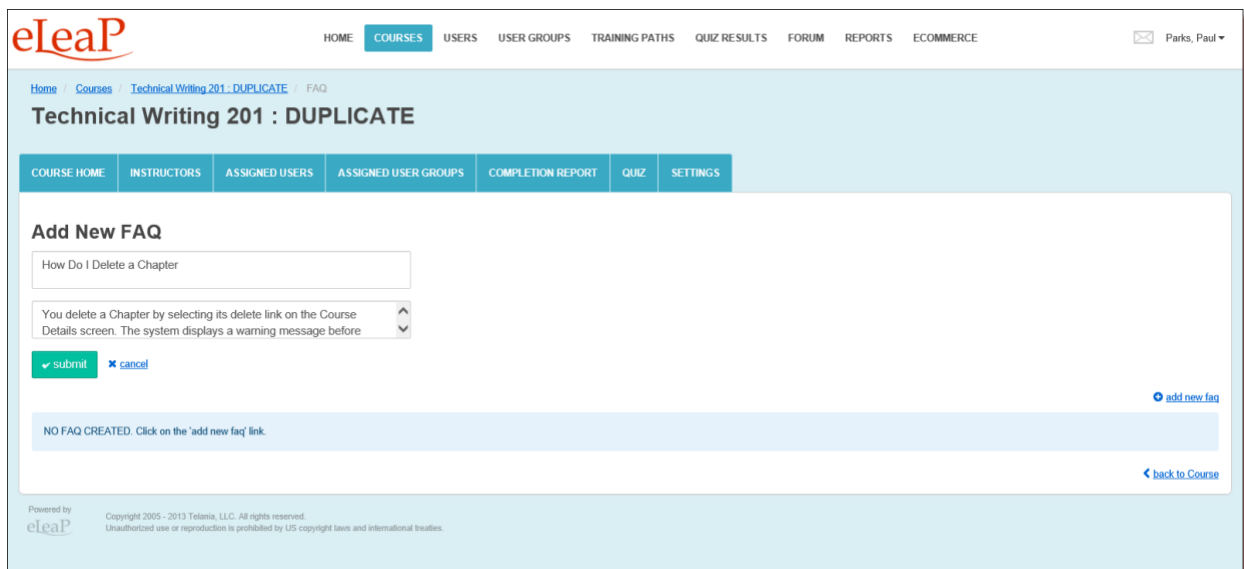 eLeaP
HOME COURSES USERS USER GROUPS TRAINING PATHS QUIZ RESULTS FORUM REPORTS ECOMMERCE Parks, Paul
Home / Courses / Technical Writing 201 : DUPLICATE / FAQ
Technical Writing 201 : DUPLICATE
COURSE HOME INSTRUCTORS ASSIGNED USERS ASSIGNED USER GROUPS COMPLETION REPORT QUIZ SETTINGS
Add New FAQ
How Do I Delete a Chapter
You delete a Chapter by selecting its delete link on the Course
Details screen. The system displays a warning message before
submit cancel
add new faq
NO FAQ CREATED. Click on the 'add new faq' link.
back to Course
Powered by
eLeaP
Copyright 2005 - 2013 Telania, LLC. All rights reserved.
Unauthorized use or reproduction is prohibited by US copyright laws and international treaties.